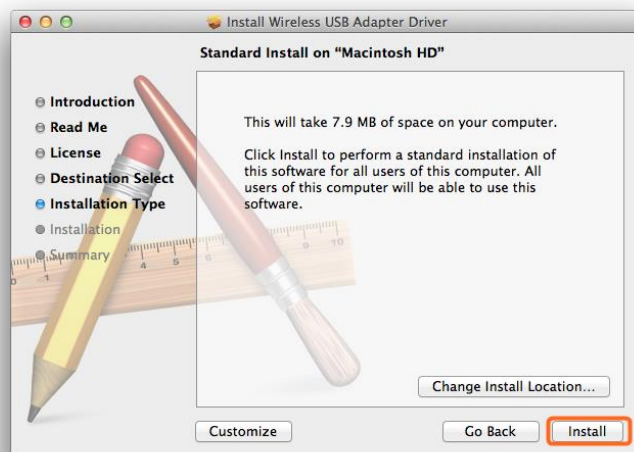 Install Wireless USB Adapter Driver
Standard Install on “Macintosh HD”
Introduction
Read Me
License
Destination Select
Installation Type
Installation
Summary
This will take 7.9 MB of space on your computer.
Click Install to perform a standard installation of
this software for all users of this computer. All
users of this computer will be able to use this
software.
Change Install Location...
Customize
Go Back
Install